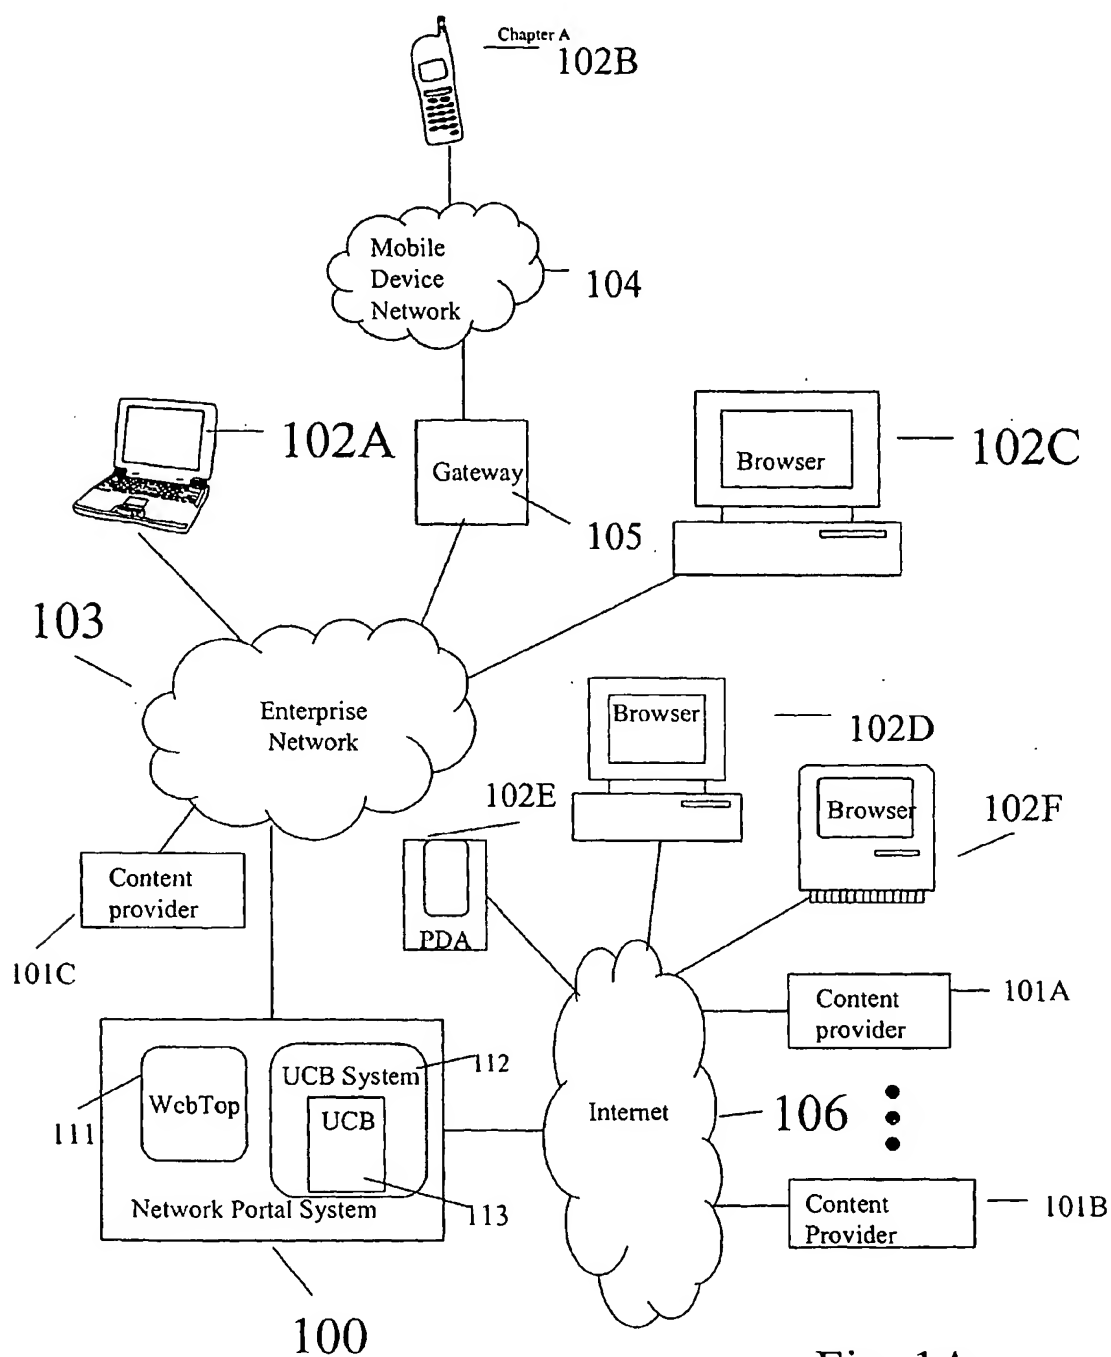 Chapter A
102B
Mobile
Device
Network
104
102A
Gateway
105
Browser
102C
103
Enterprise
Network
Browser
102D
102E
Browser
102F
Content
provider
101C
PDA
Content
provider
101A
UCB System
112
WebTop
111
UCB
113
Network Portal System
Internet
106
Content
Provider
101B
100